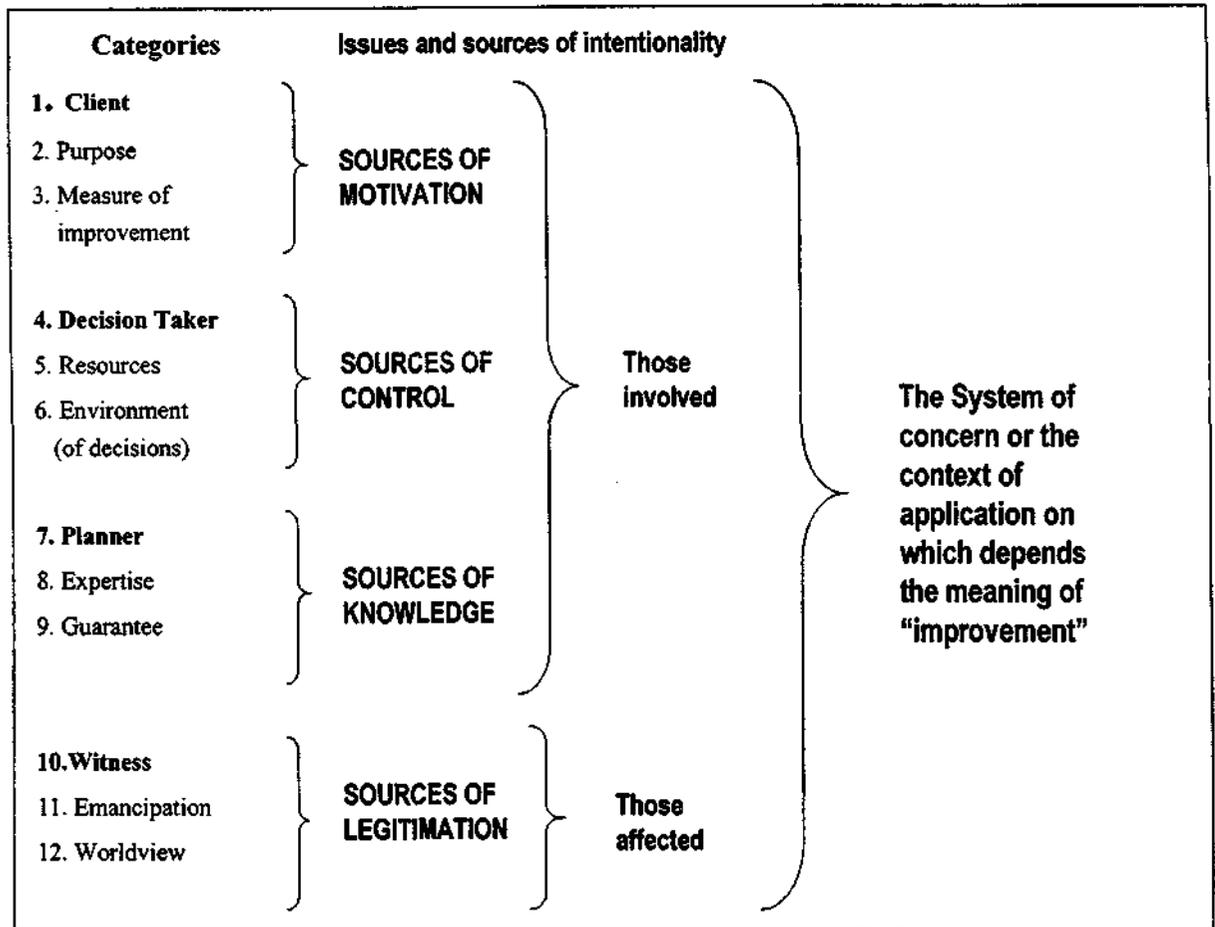 Categories
Issues and sources of intentionality
1. Client
2. Purpose
3. Measure of
improvement
SOURCES OF
MOTIVATION
4. Decision Taker
5. Resources
6. Environment
(of decisions)
SOURCES OF
CONTROL
Those
involved
7. Planner
8. Expertise
9. Guarantee
SOURCES OF
KNOWLEDGE
10.Witness
11. Emancipation
12. Worldview
SOURCES OF
LEGITIMATION
Those
affected
The System of
concern or the
context of
application on
which depends
the meaning of
“improvement”